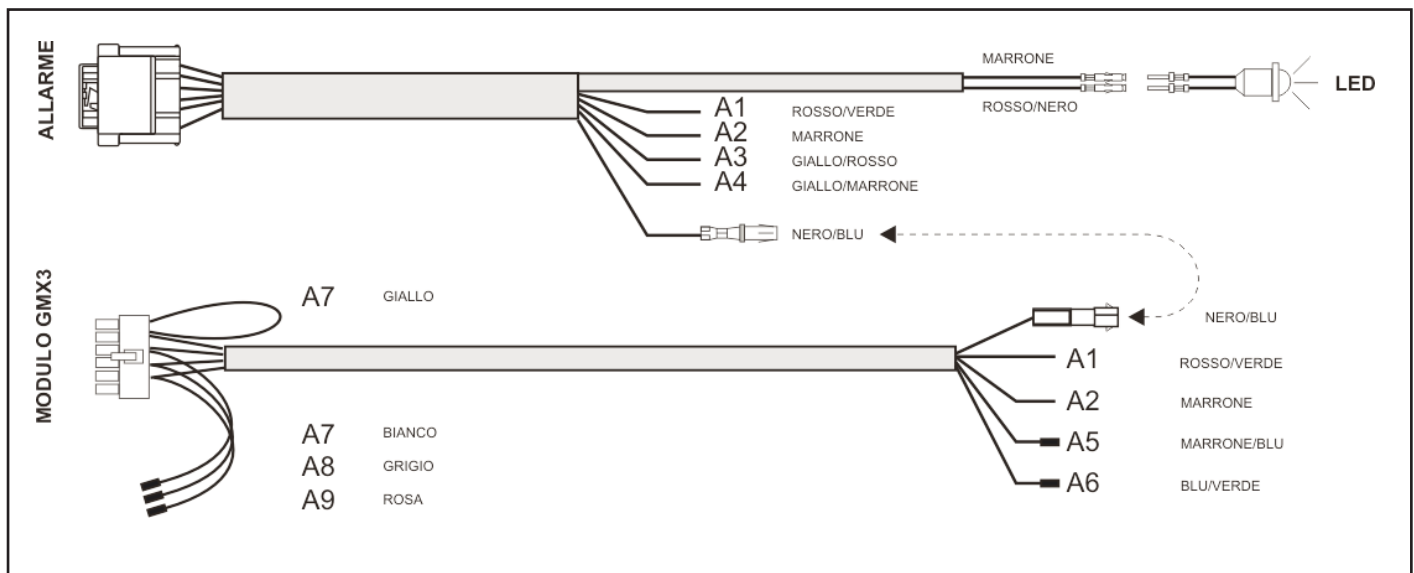 ALLARME
MARRONE
LED
ROSSO/NERO
A1 ROSSO/VERDE
A2 MARRONE
A3 GIALLO/ROSSO
A4 GIALLO/MARRONE
NERO/BLU
MODULO GMX3
A7 GIALLO
NERO/BLU
A1 ROSSO/VERDE
A2 MARRONE
A7 BIANCO
A5 MARRONE/BLU
A8 GRIGIO
A6 BLU/VERDE
A9 ROSA